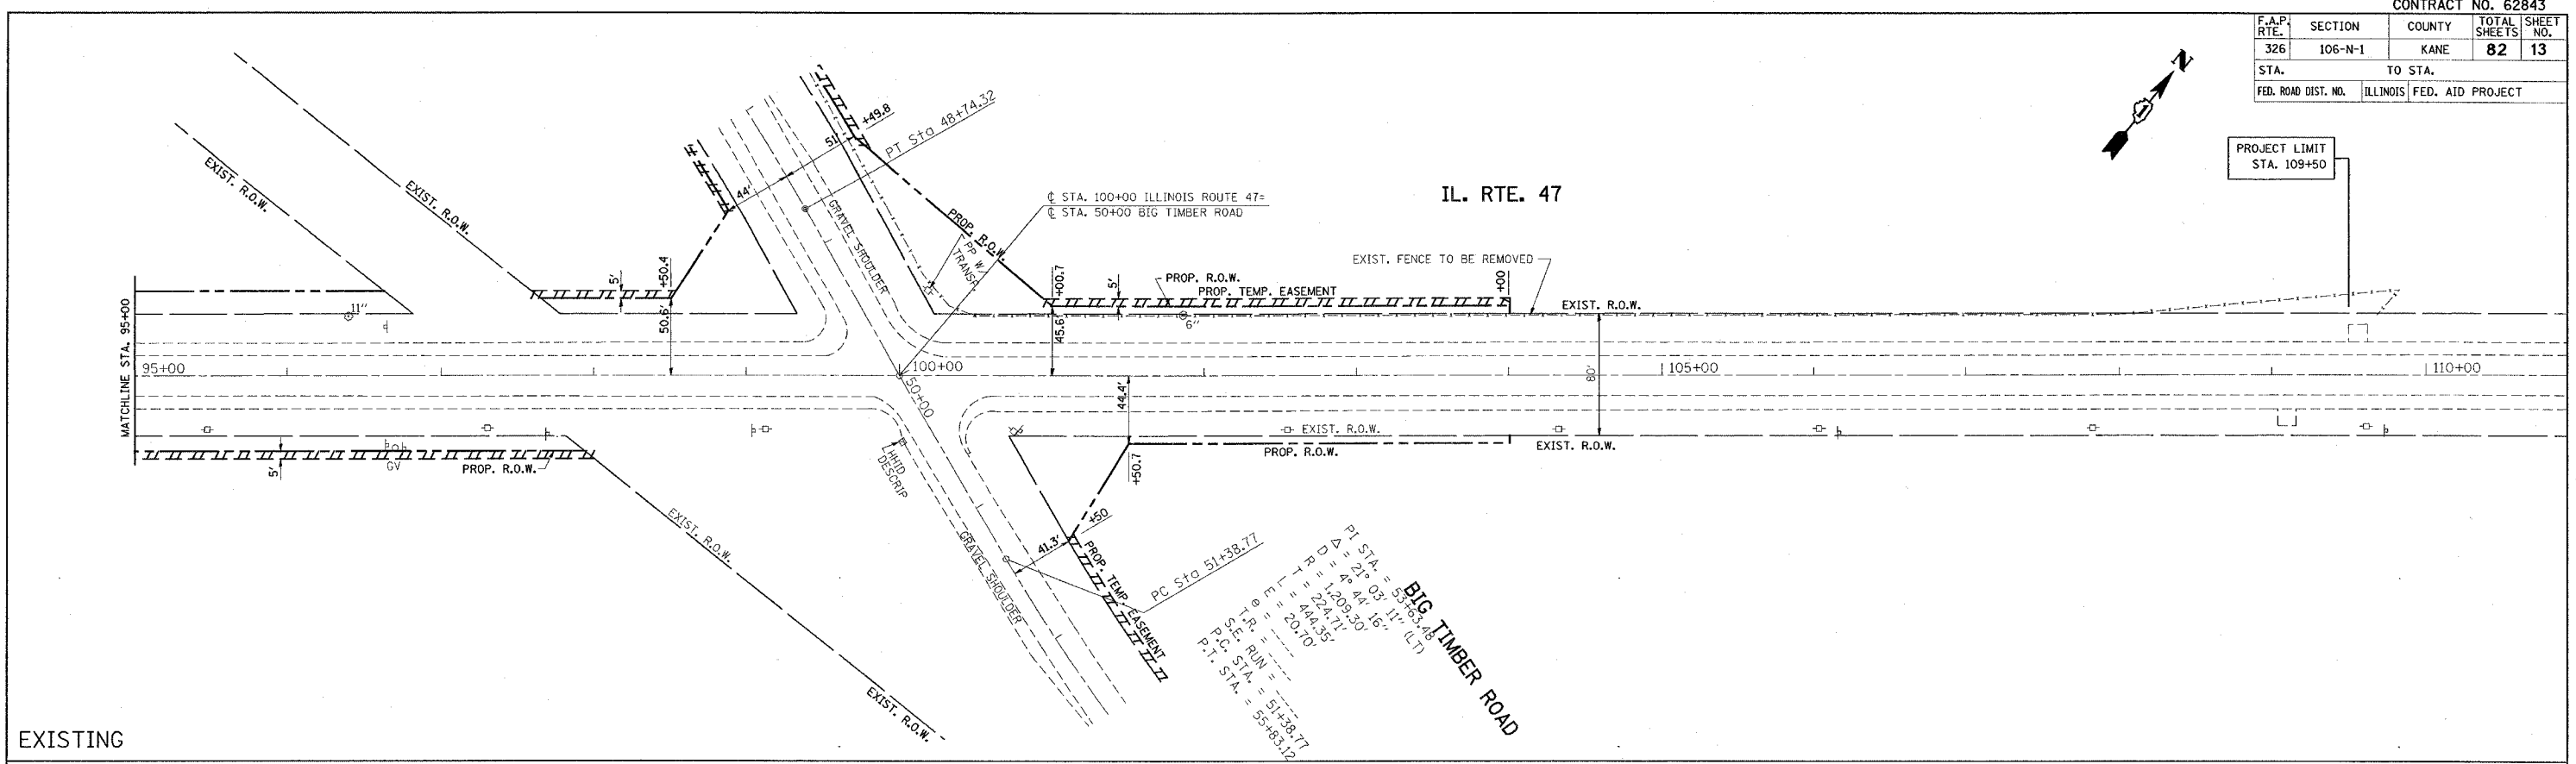 CONTRACT NO. 62843
F.A.P. RTE. SECTION COUNTY TOTAL SHEETS SHEET NO.
326 106-N-1 KANE 82 13
STA. TO STA.
FED. ROAD DIST. NO. ILLINOIS FED. AID PROJECT
N
PROJECT LIMIT
STA. 109+50
IL. RTE. 47
+49.8
51'
PT Sta 48+74.32
44'
℄ STA. 100+00 ILLINOIS ROUTE 47=
℄ STA. 50+00 BIG TIMBER ROAD
EXIST. R.O.W.
EXIST. R.O.W.
GRAVEL SHOULDER
PROP. R.O.W.
PP W/
TRANSF.
EXIST. FENCE TO BE REMOVED
5'
+50.4
50.6'
+00.7
5'
45.6'
PROP. R.O.W.
PROP. TEMP. EASEMENT
+00
EXIST. R.O.W.
11"
6"
MATCHLINE STA. 95+00
95+00
100+00
50+00
80'
105+00
110+00
44.4'
EXIST. R.O.W.
EXIST. R.O.W.
5'
GV
PROP. R.O.W.
PROP. R.O.W.
HHID
DESCRIP
+50.7
EXIST. R.O.W.
+50
41.3'
PROP. TEMP. EASEMENT
GRAVEL SHOULDER
PC Sta 51+38.77
PI STA. = 53+63.48
Δ = 21° 03' 11" (LT)
D = 4° 44' 16"
R = 1,209.30'
T = 224.71'
L = 444.35'
E = 20.70'
e = -----
T.R. = -----
S.E. RUN = -----
P.C. STA. = 51+38.77
P.T. STA. = 55+83.12
BIG TIMBER ROAD
EXIST. R.O.W.
EXISTING